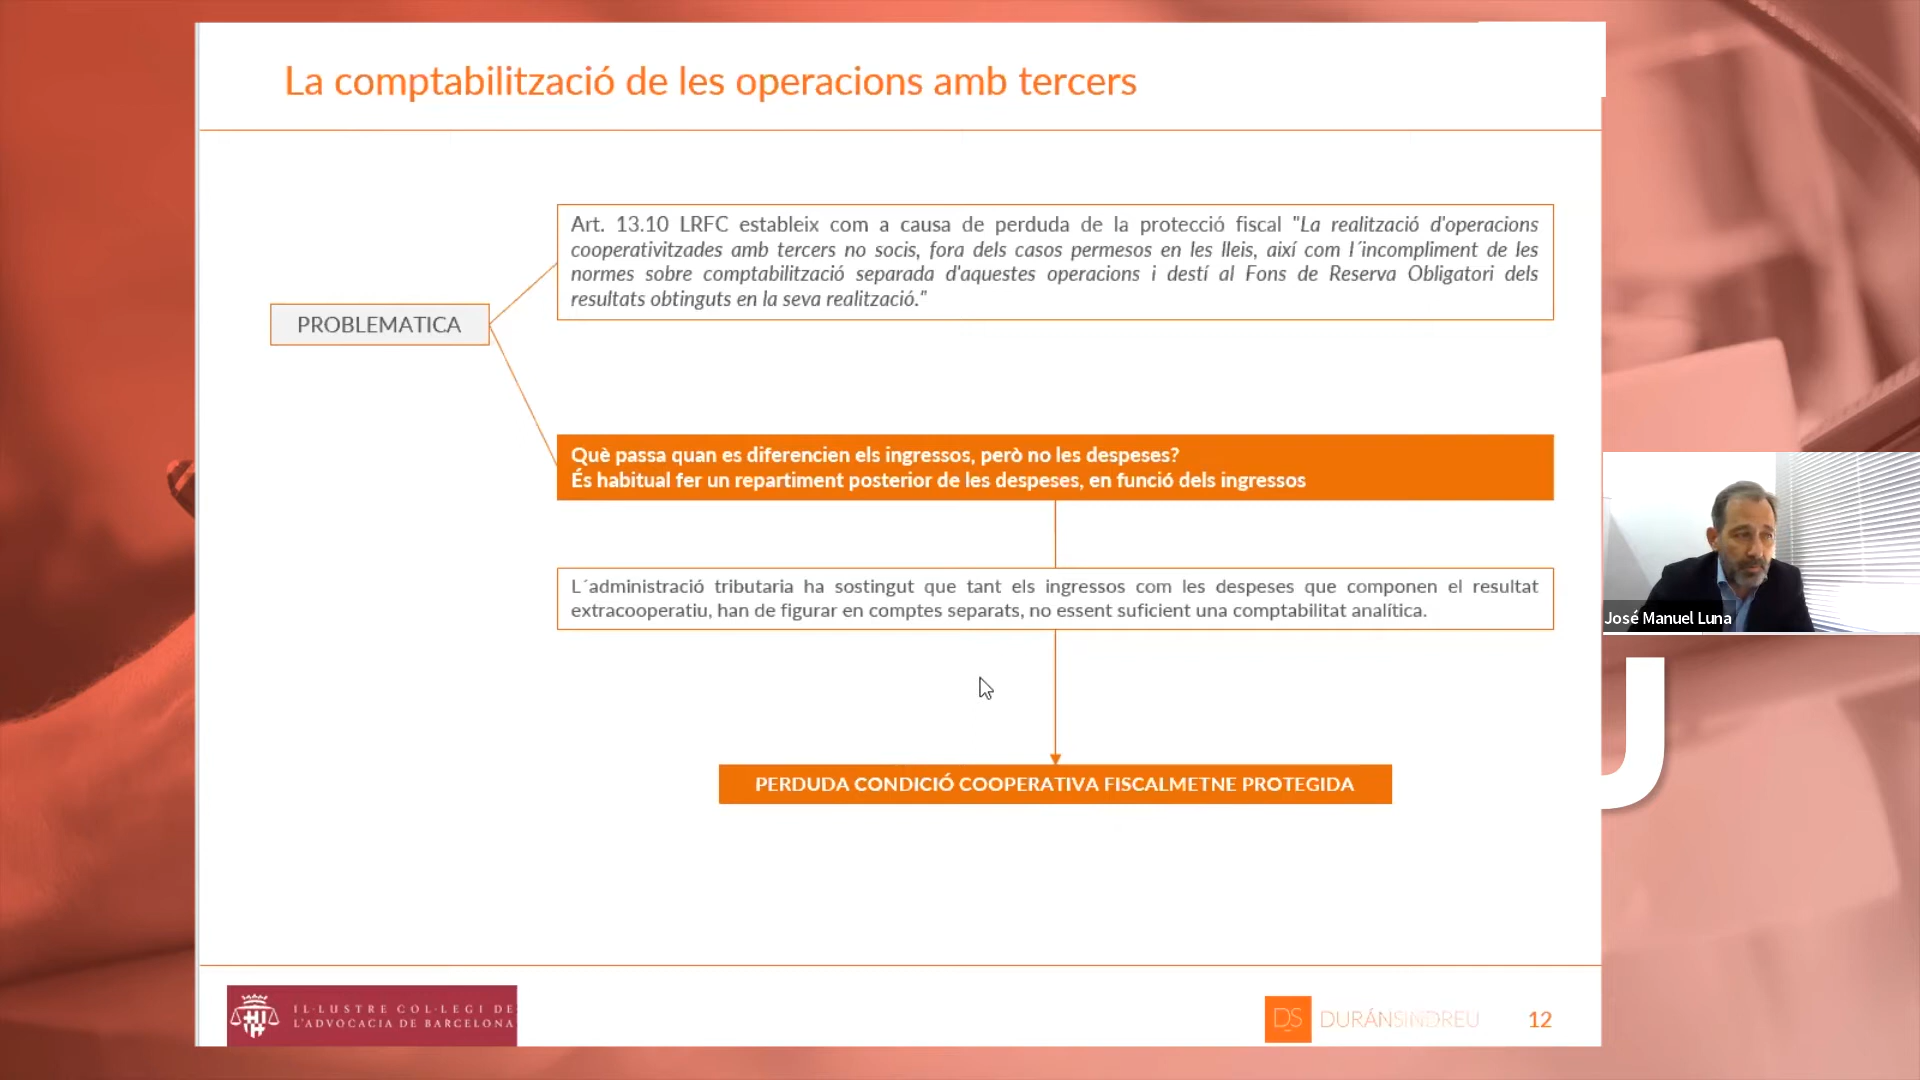 La comptabilització de les operacions amb tercers
Art. 13.10 LRFC estableix com a causa de perduda de la protecció fiscal "La realització d'operacions
cooperativitzades amb tercers no socis, fora dels casos permesos en les lleis, així com l´incompliment de les
normes sobre comptabilització separada d'aquestes operacions i destí al Fons de Reserva Obligatori dels
resultats obtinguts en la seva realització."
PROBLEMATICA
Què passa quan es diferencien els ingressos, però no les despeses?
És habitual fer un repartiment posterior de les despeses, en funció dels ingressos
L´administració tributaria ha sostingut que tant els ingressos com les despeses que componen el resultat
extracooperatiu, han de figurar en comptes separats, no essent suficient una comptabilitat analítica.
José Manuel Luna
PERDUDA CONDICIÓ COOPERATIVA FISCALMETNE PROTEGIDA
IL·LUSTRE COL·LEGI DE
L'ADVOCACIA DE BARCELONA
DS DURÁNSINDREU
12
U